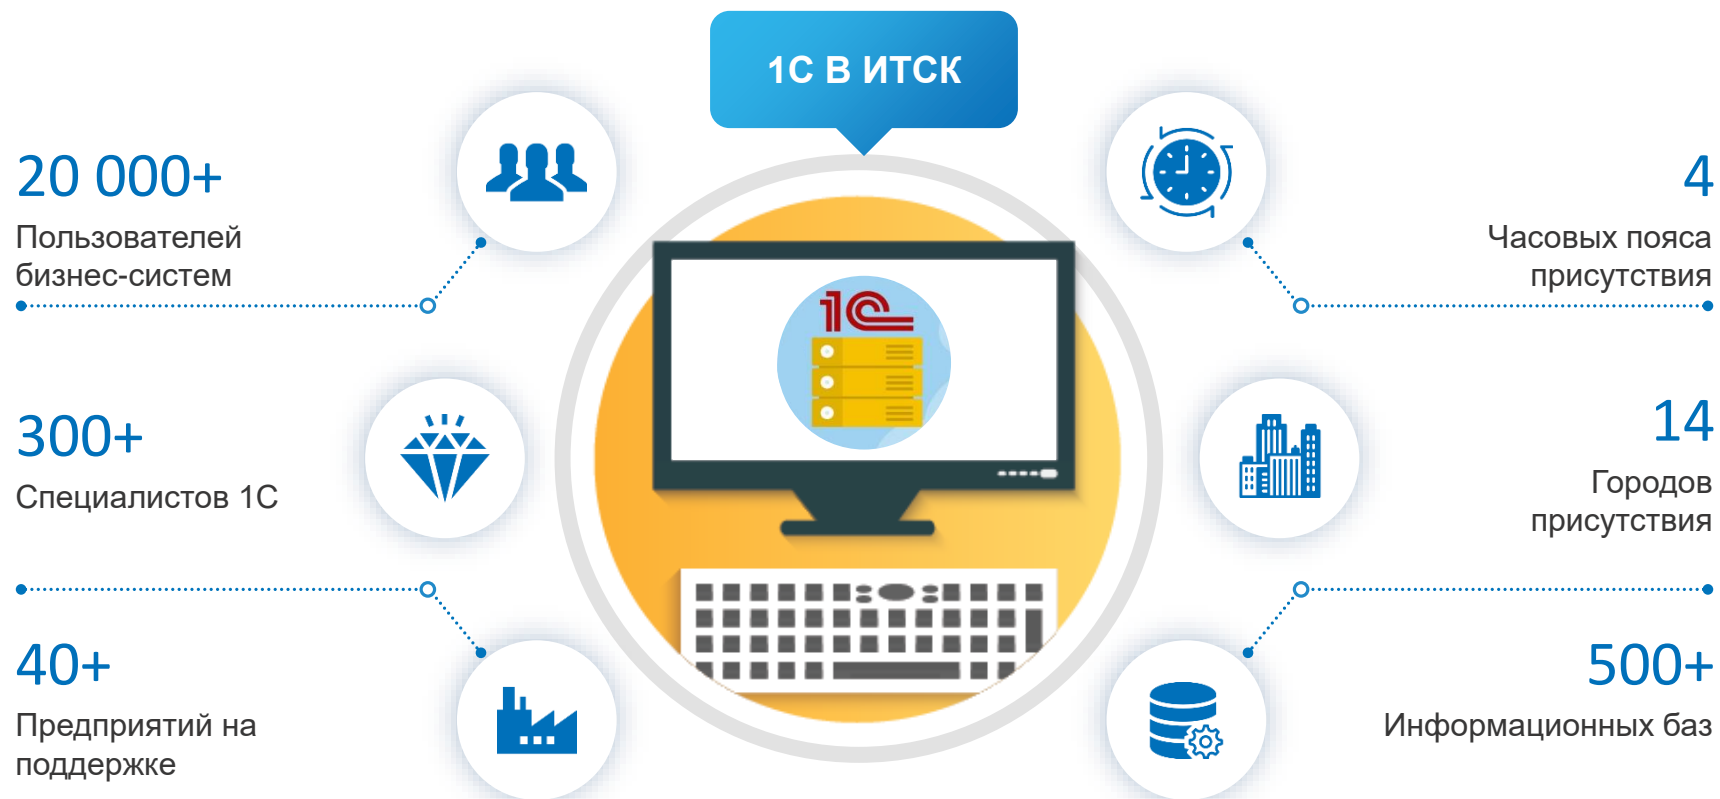 1С В ИТСК
20 000+
Пользователей
бизнес-систем
300+
Специалистов 1С
40+
Предприятий на
поддержке
1С
4
Часовых пояса
присутствия
14
Городов
присутствия
500+
Информационных баз